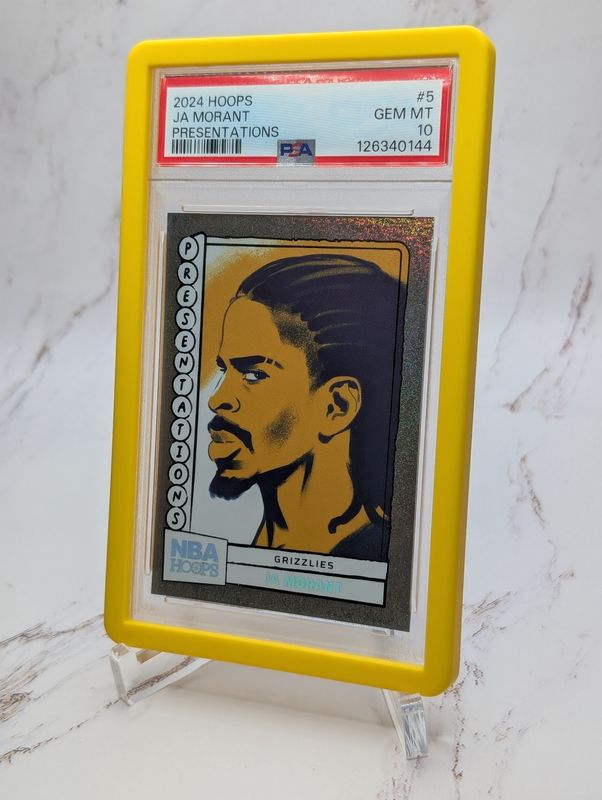 2024 HOOPS #5
JA MORANT GEM MT
PRESENTATIONS 10
PSA 126340144
PRESENTATIONS
NBA
HOOPS
GRIZZLIES
JA MORANT